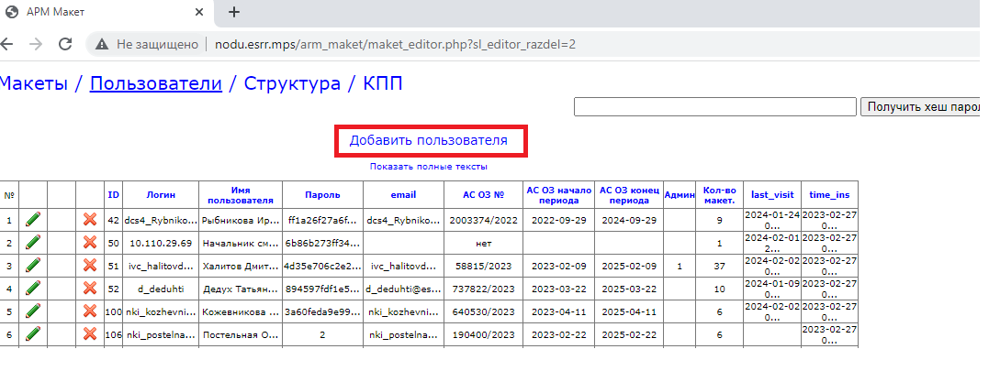 АРМ Макет
Не защищено nodu.esrr.mps/arm_maket/maket_editor.php?sl_editor_razdel=2
Макеты / Пользователи / Структура / КПП
Получить хеш парол
Добавить пользователя
Показать полные тексты
№ ID Логин Имя пользователя Пароль email АС ОЗ № АС ОЗ начало периода АС ОЗ конец периода Админ Кол-во макет. last_visit time_ins
1 42 dcs4_Rybniko... Рыбникова Ир... ff1a26f27a6f... dcs4_Rybniko... 2003374/2022 2022-09-29 2024-09-29 9 2024-01-24 0... 2023-02-27 0...
2 50 10.110.29.69 Начальник см... 6b86b273ff34... нет 1 2024-02-01 2... 2023-02-27 0...
3 51 ivc_halitovd... Халитов Дмит... 4d35e706c2e2... ivc_halitovd... 58815/2023 2023-02-09 2025-02-09 1 37 2024-02-02 0... 2023-02-27 0...
4 52 d_deduhti Дедух Татьян... 894597fdf1e5... d_deduhti@es... 737822/2023 2023-03-22 2025-03-22 10 2024-01-09 0... 2023-02-27 0...
5 100 nki_kozhevni... Кожевникова ... 3a60feda9e99... nki_kozhevni... 640530/2023 2023-04-11 2025-04-11 6 2024-02-02 0... 2023-02-27 0...
6 106 nki_postelna... Постельная О... 2 nki_postelna... 190400/2023 2023-02-22 2025-02-22 6 2023-02-27 0...